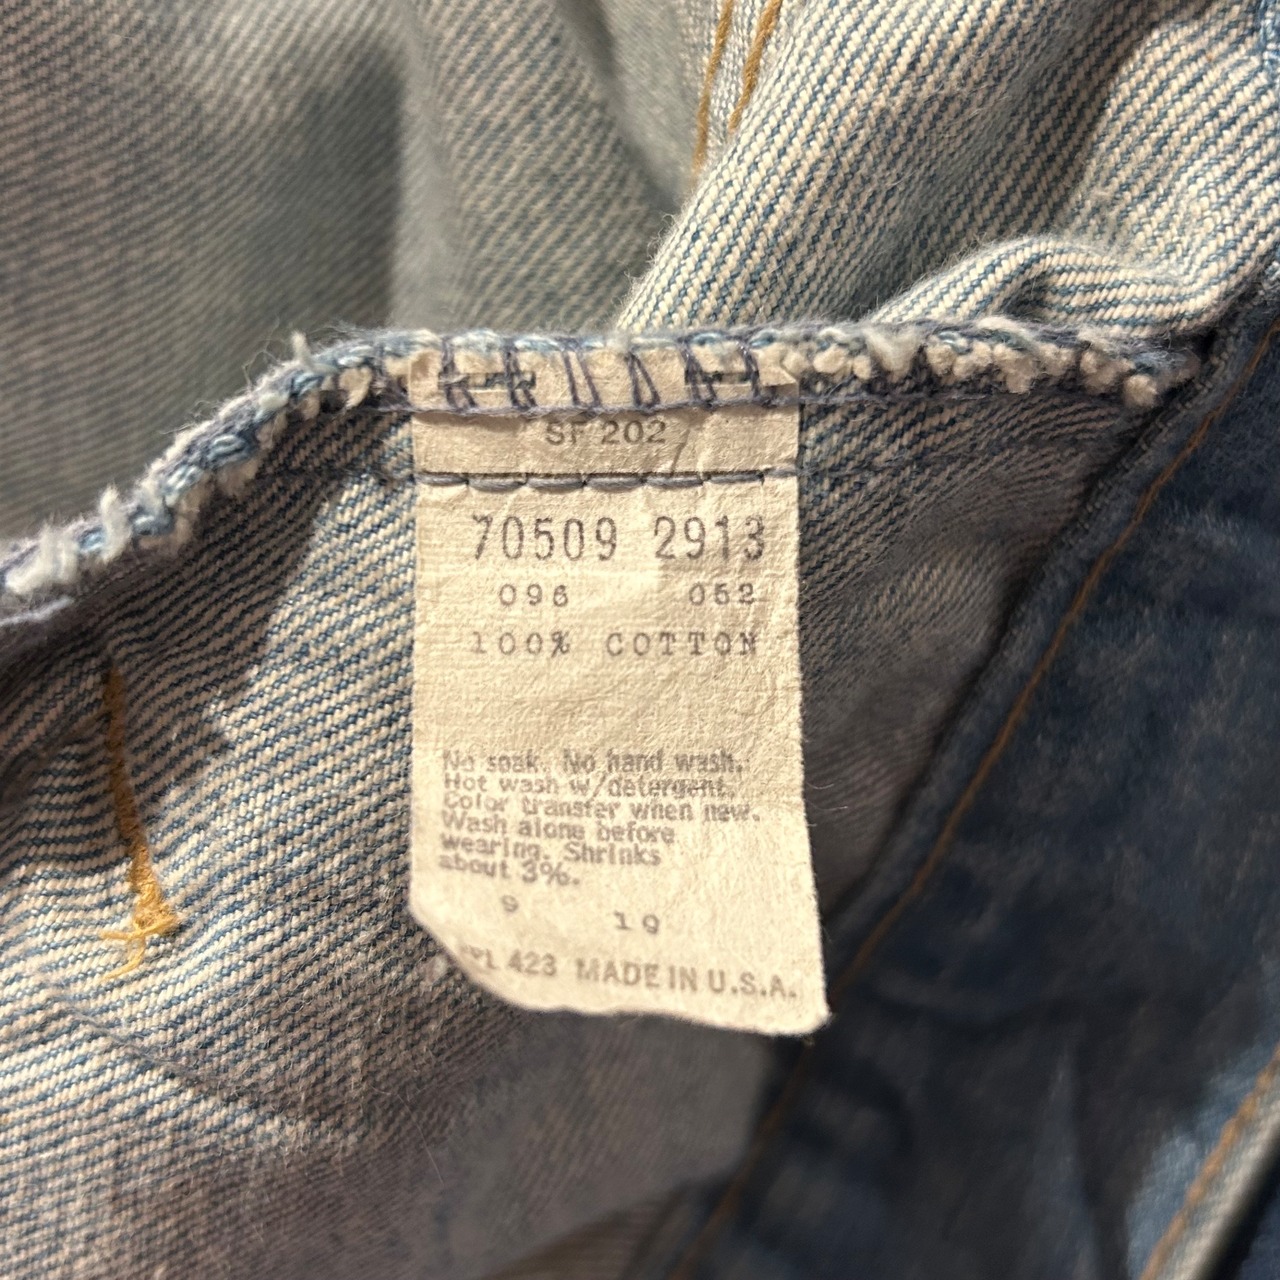 SF 202
70509 2913
096 052
100% COTTON
No soak. No hand wash.
Hot wash w/detergent.
Color transfer when new.
Wash alone before
wearing. Shrinks
about 3%.
9 19
423 MADE IN U.S.A.